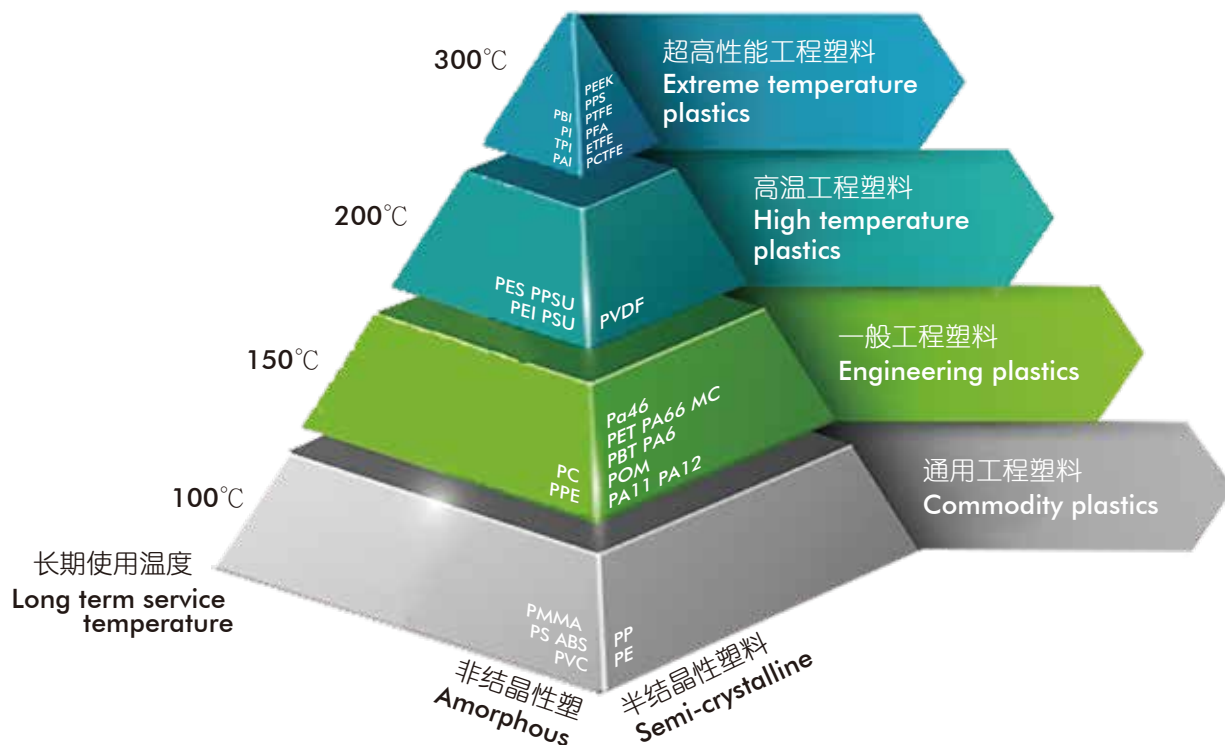 300℃
超高性能工程塑料
Extreme temperature
plastics
PBI
PI
TPI
PAI
PEEK
PPS
PTFE
PFA
ETFE
PCTFE
200℃
高温工程塑料
High temperature
plastics
PES PPSU
PEI PSU
PVDF
150℃
一般工程塑料
Engineering plastics
PC
PPE
Pa46
PET PA66 MC
PBT PA6
POM
PA11 PA12
100℃
通用工程塑料
Commodity plastics
长期使用温度
Long term service
temperature
PMMA
PS ABS
PVC
PP
PE
非结晶性塑
Amorphous
半结晶性塑料
Semi-crystalline